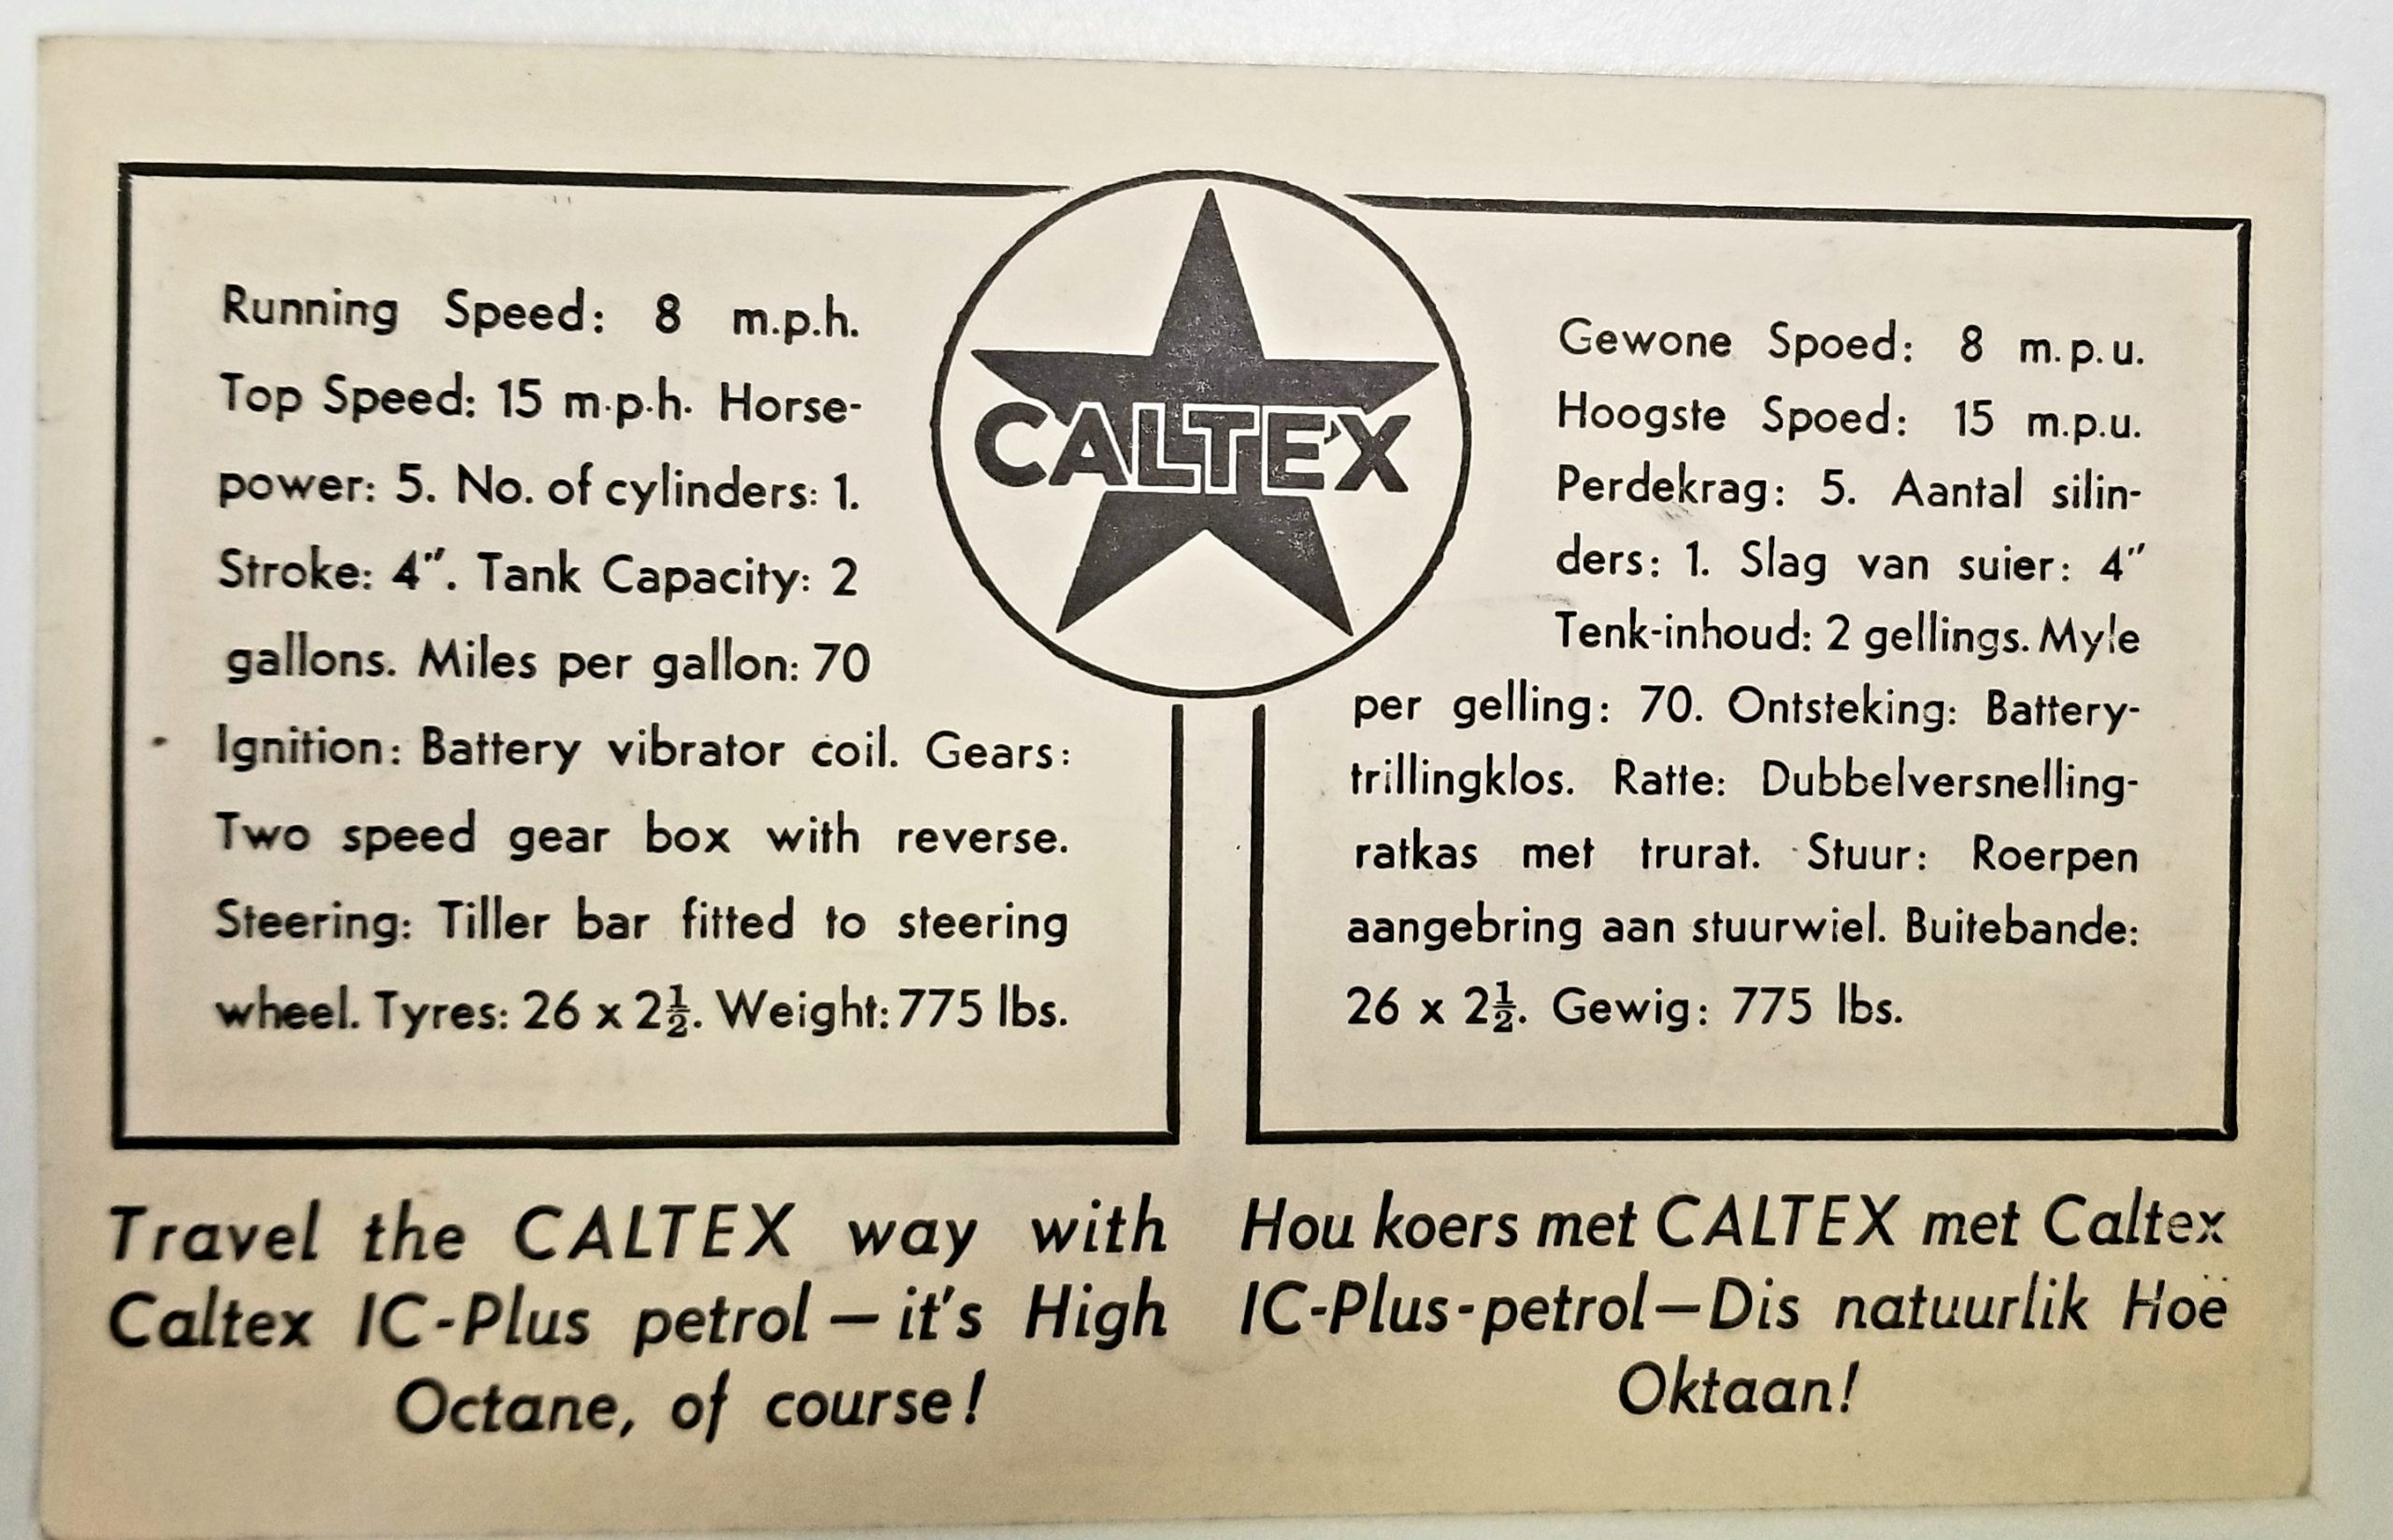 Running Speed: 8 m.p.h.
Top Speed: 15 m·p·h· Horse-
power: 5. No. of cylinders: 1.
Stroke: 4". Tank Capacity: 2
gallons. Miles per gallon: 70
Ignition: Battery vibrator coil. Gears:
Two speed gear box with reverse.
Steering: Tiller bar fitted to steering
wheel. Tyres: 26 x 2½. Weight: 775 lbs.
CALTEX
Gewone Spoed: 8 m.p.u.
Hoogste Spoed: 15 m.p.u.
Perdekrag: 5. Aantal silin-
ders: 1. Slag van suier: 4"
Tenk-inhoud: 2 gellings. Myle
per gelling: 70. Ontsteking: Battery-
trillingklos. Ratte: Dubbelversnelling-
ratkas met trurat. Stuur: Roerpen
aangebring aan stuurwiel. Buitebande:
26 x 2½. Gewig: 775 lbs.
Travel the CALTEX way with
Caltex IC-Plus petrol — it's High
Octane, of course!
Hou koers met CALTEX met Caltex
IC-Plus-petrol—Dis natuurlik Hoë
Oktaan!